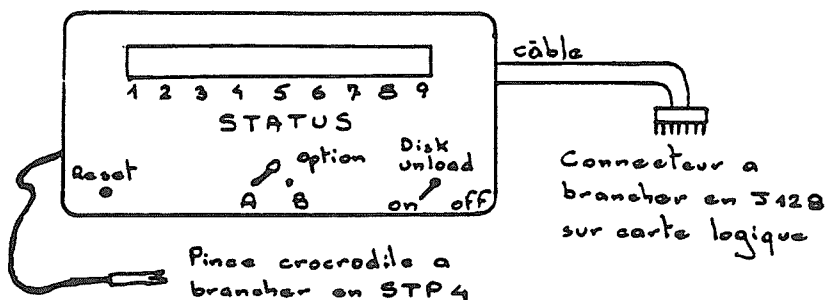 câble
1 2 3 4 5 6 7 8 9
STATUS
Reset
option
A B
Disk
unload
on off
Connecteur a
brancher en J428
sur carte logique
Pince crocrodile a
brancher en STP4